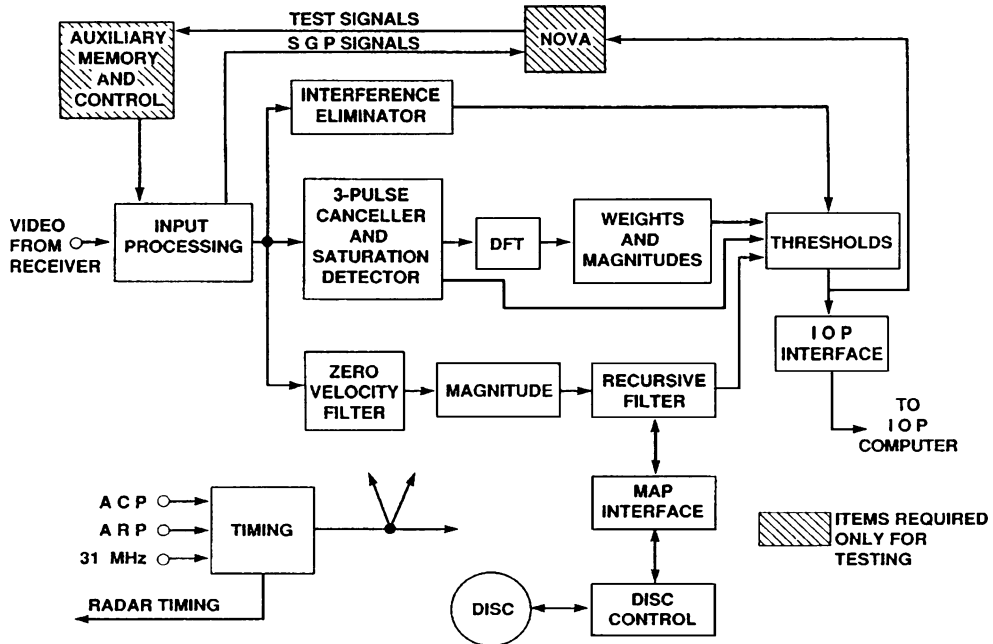 TEST SIGNALS
S G P SIGNALS
NOVA
AUXILIARY
MEMORY
AND
CONTROL
INTERFERENCE
ELIMINATOR
VIDEO
FROM
RECEIVER
INPUT
PROCESSING
3-PULSE
CANCELLER
AND
SATURATION
DETECTOR
DFT
WEIGHTS
AND
MAGNITUDES
THRESHOLDS
I O P
INTERFACE
ZERO
VELOCITY
FILTER
MAGNITUDE
RECURSIVE
FILTER
TO
I O P
COMPUTER
A C P
A R P
31 MHz
TIMING
MAP
INTERFACE
ITEMS REQUIRED
ONLY FOR
TESTING
RADAR TIMING
DISC
DISC
CONTROL